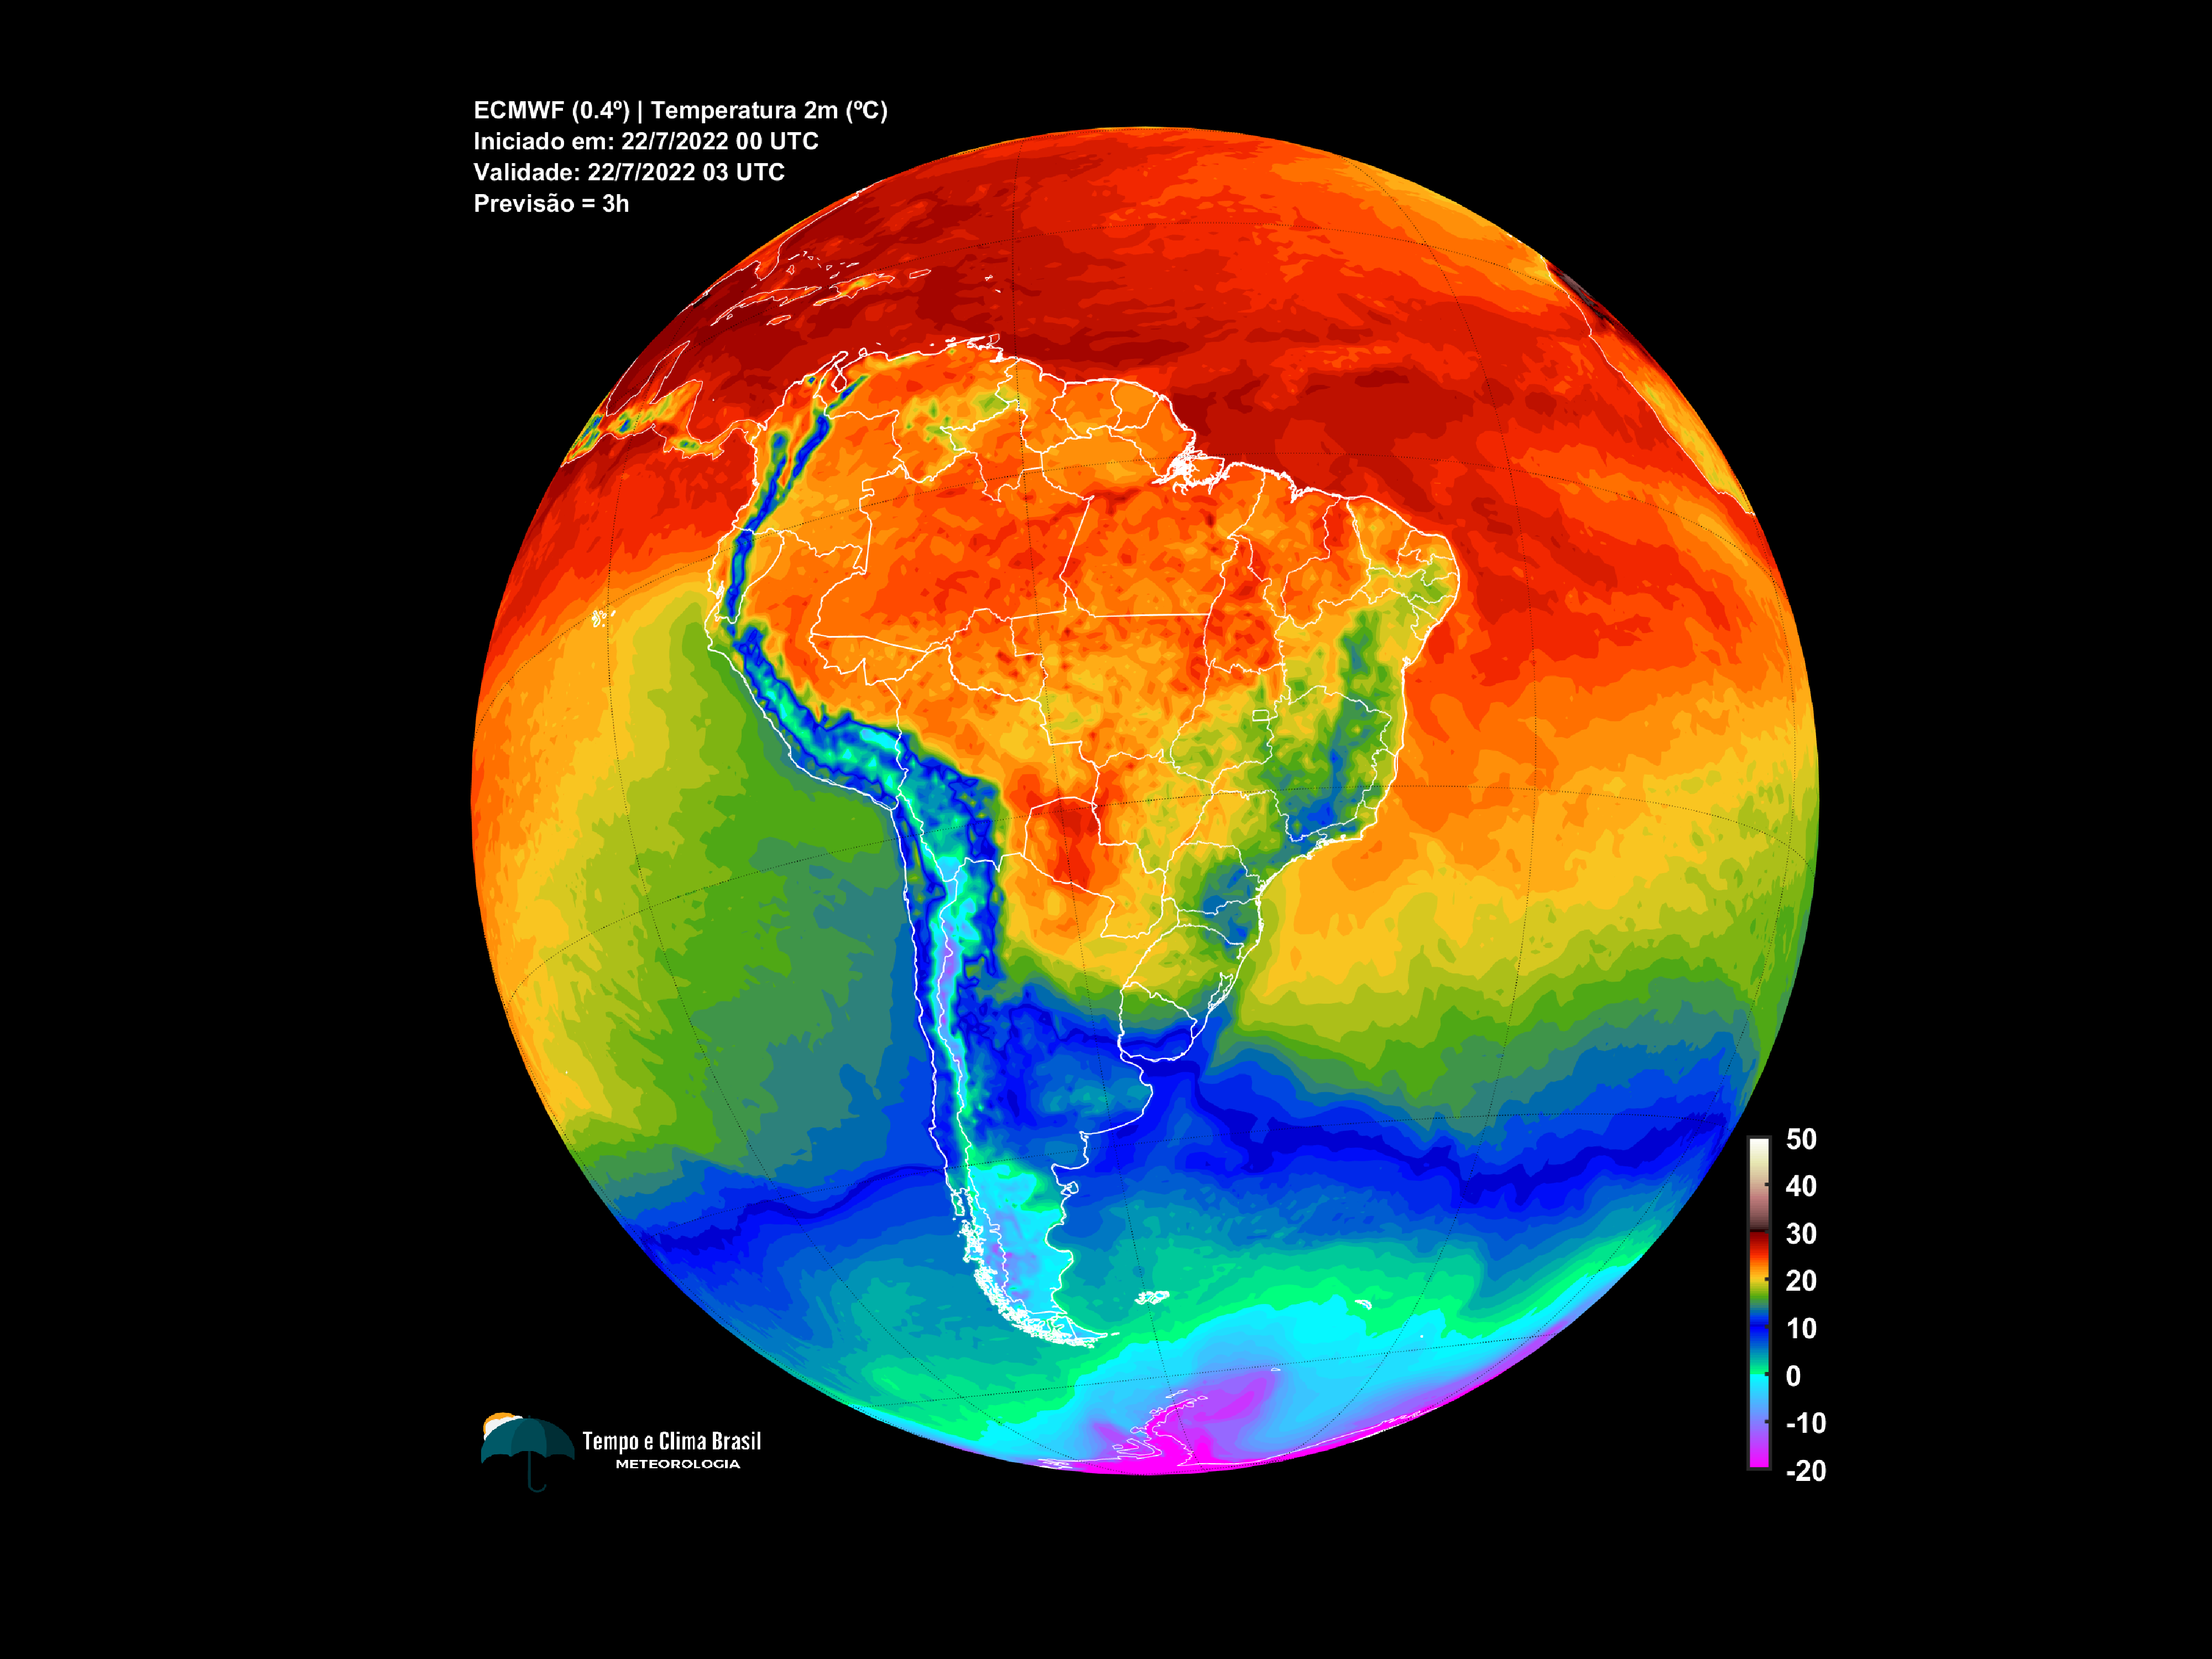 ECMWF (0.4º) | Temperatura 2m (ºC)
Iniciado em: 22/7/2022 00 UTC
Validade: 22/7/2022 03 UTC
Previsão = 3h
50
40
30
20
10
0
-10
-20
Tempo e Clima Brasil
METEOROLOGIA